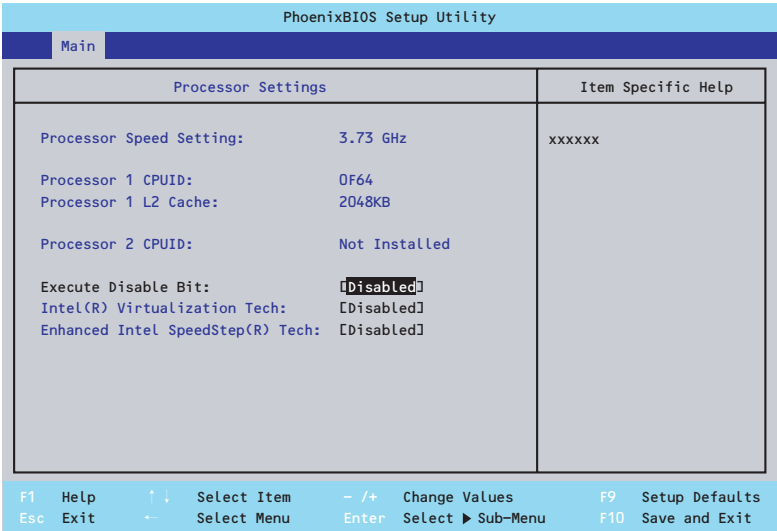 PhoenixBIOS Setup Utility
Main
Processor Settings
Item Specific Help
Processor Speed Setting: 3.73 GHz
xxxxxx
Processor 1 CPUID: 0F64
Processor 1 L2 Cache: 2048KB
Processor 2 CPUID: Not Installed
Execute Disable Bit: [Disabled]
Intel(R) Virtualization Tech: [Disabled]
Enhanced Intel SpeedStep(R) Tech: [Disabled]
F1 Help ↑↓ Select Item - /+ Change Values F9 Setup Defaults
Esc Exit ← Select Menu Enter Select ▶ Sub-Menu F10 Save and Exit